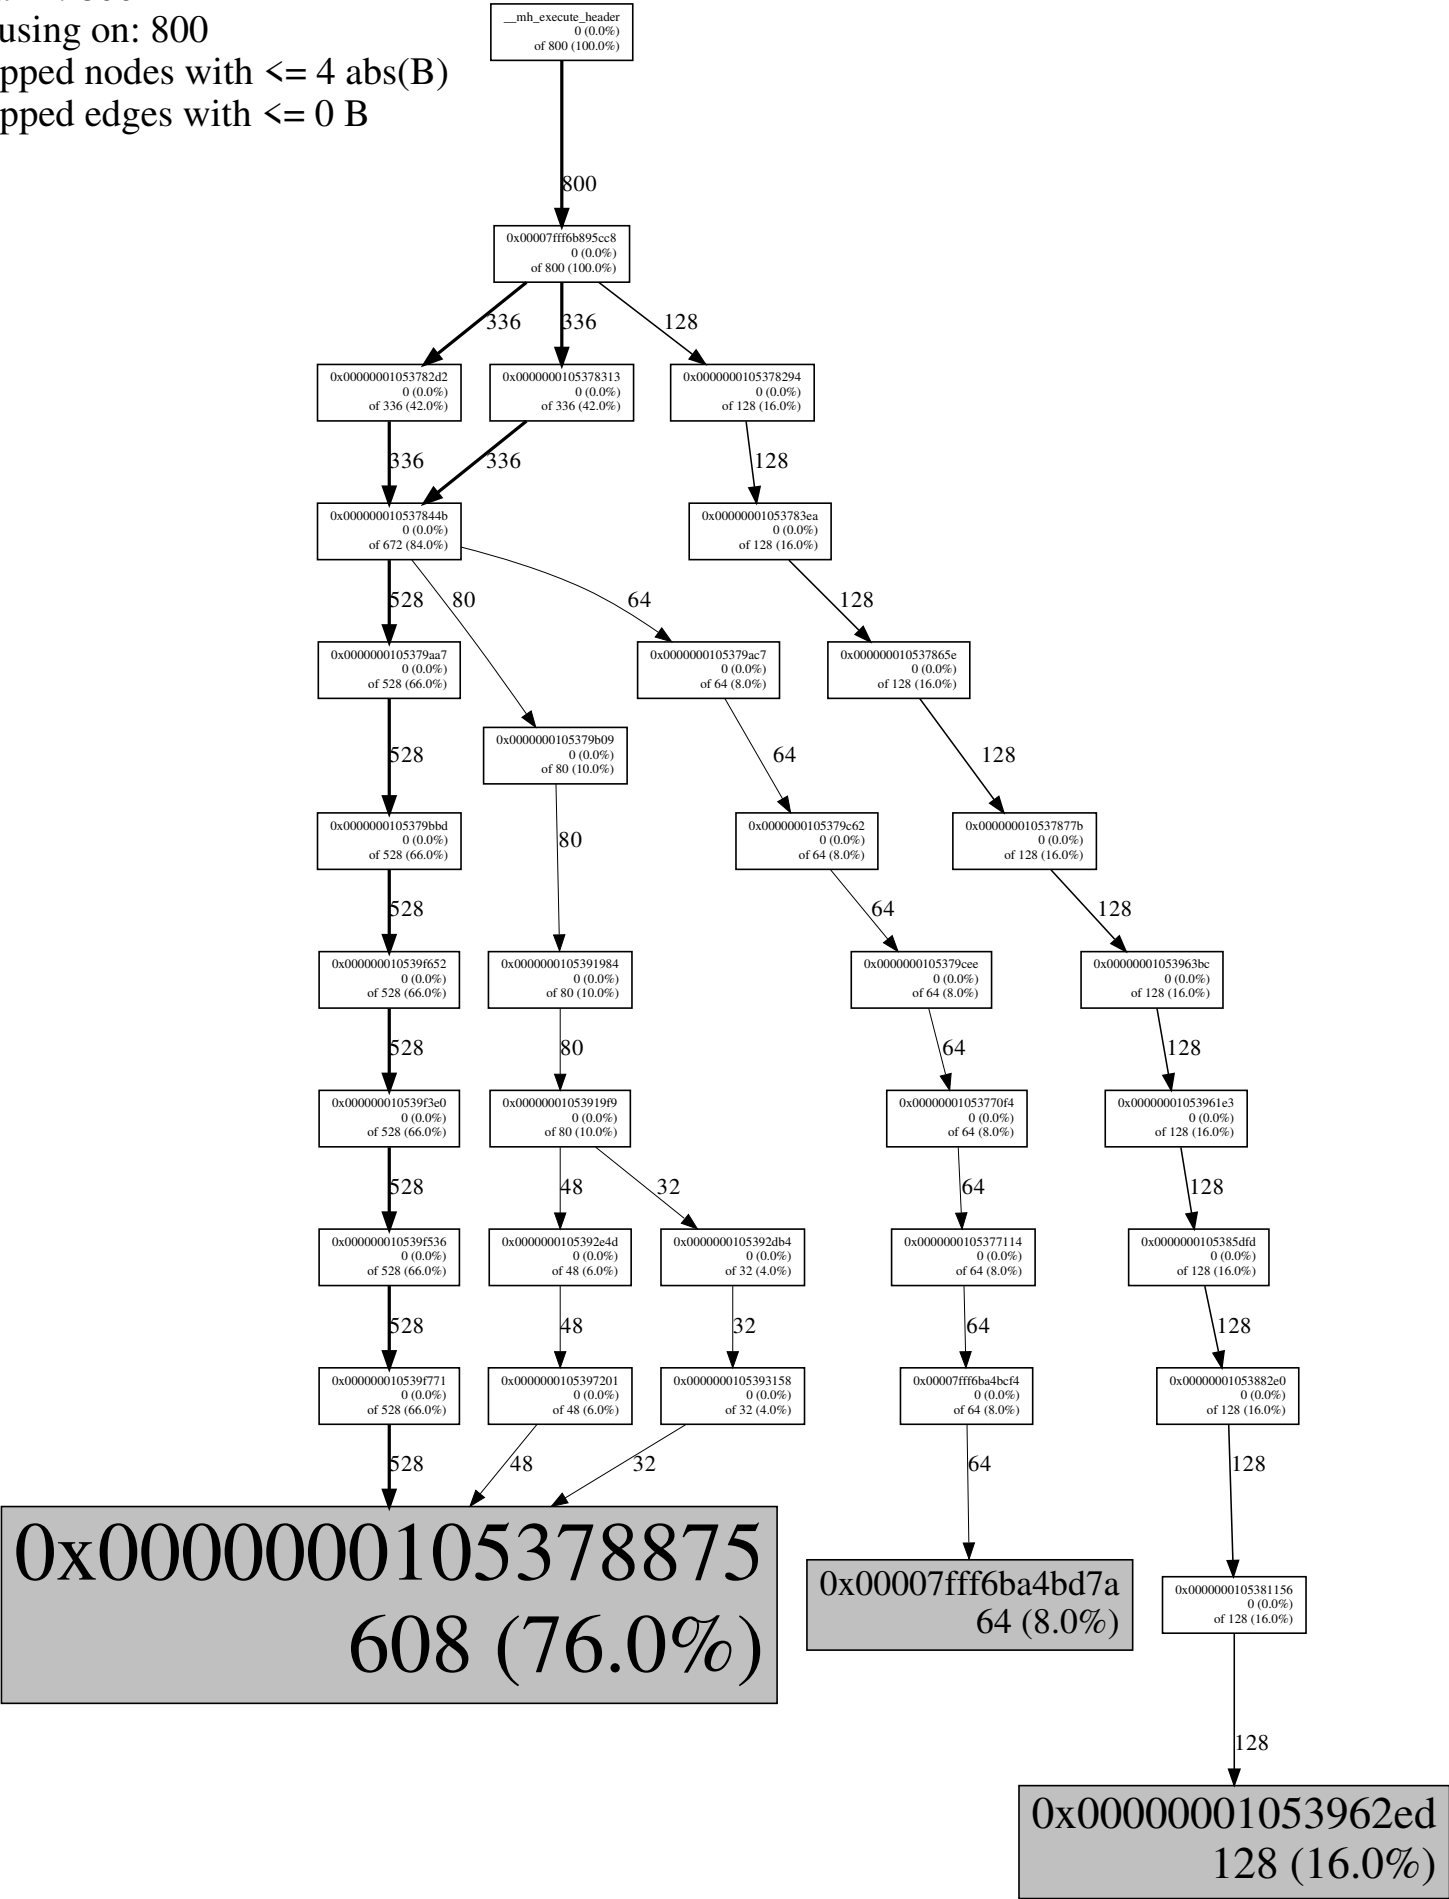 using on: 800
pped nodes with <= 4 abs(B)
pped edges with <= 0 B
__mh_execute_header
0 (0.0%)
of 800 (100.0%)
800
0x00007fff6b895cc8
0 (0.0%)
of 800 (100.0%)
336
336
128
0x00000001053782d2
0 (0.0%)
of 336 (42.0%)
0x0000000105378313
0 (0.0%)
of 336 (42.0%)
0x0000000105378294
0 (0.0%)
of 128 (16.0%)
336
336
128
0x000000010537844b
0 (0.0%)
of 672 (84.0%)
0x00000001053783ea
0 (0.0%)
of 128 (16.0%)
528
80
64
128
0x0000000105379aa7
0 (0.0%)
of 528 (66.0%)
0x0000000105379ac7
0 (0.0%)
of 64 (8.0%)
0x000000010537865e
0 (0.0%)
of 128 (16.0%)
0x0000000105379b09
0 (0.0%)
of 80 (10.0%)
528
64
128
0x0000000105379bbd
0 (0.0%)
of 528 (66.0%)
80
0x0000000105379c62
0 (0.0%)
of 64 (8.0%)
0x000000010537877b
0 (0.0%)
of 128 (16.0%)
528
64
128
0x000000010539f652
0 (0.0%)
of 528 (66.0%)
0x0000000105391984
0 (0.0%)
of 80 (10.0%)
0x0000000105379cee
0 (0.0%)
of 64 (8.0%)
0x00000001053963bc
0 (0.0%)
of 128 (16.0%)
528
80
64
128
0x000000010539f3e0
0 (0.0%)
of 528 (66.0%)
0x00000001053919f9
0 (0.0%)
of 80 (10.0%)
0x00000001053770f4
0 (0.0%)
of 64 (8.0%)
0x00000001053961e3
0 (0.0%)
of 128 (16.0%)
528
48
32
64
128
0x000000010539f536
0 (0.0%)
of 528 (66.0%)
0x0000000105392e4d
0 (0.0%)
of 48 (6.0%)
0x0000000105392db4
0 (0.0%)
of 32 (4.0%)
0x0000000105377114
0 (0.0%)
of 64 (8.0%)
0x0000000105385dfd
0 (0.0%)
of 128 (16.0%)
528
48
32
64
128
0x000000010539f771
0 (0.0%)
of 528 (66.0%)
0x0000000105397201
0 (0.0%)
of 48 (6.0%)
0x0000000105393158
0 (0.0%)
of 32 (4.0%)
0x00007fff6ba4bcf4
0 (0.0%)
of 64 (8.0%)
0x00000001053882e0
0 (0.0%)
of 128 (16.0%)
528
48
32
64
128
0x0000000105378875
608 (76.0%)
0x00007fff6ba4bd7a
64 (8.0%)
0x0000000105381156
0 (0.0%)
of 128 (16.0%)
128
0x00000001053962ed
128 (16.0%)